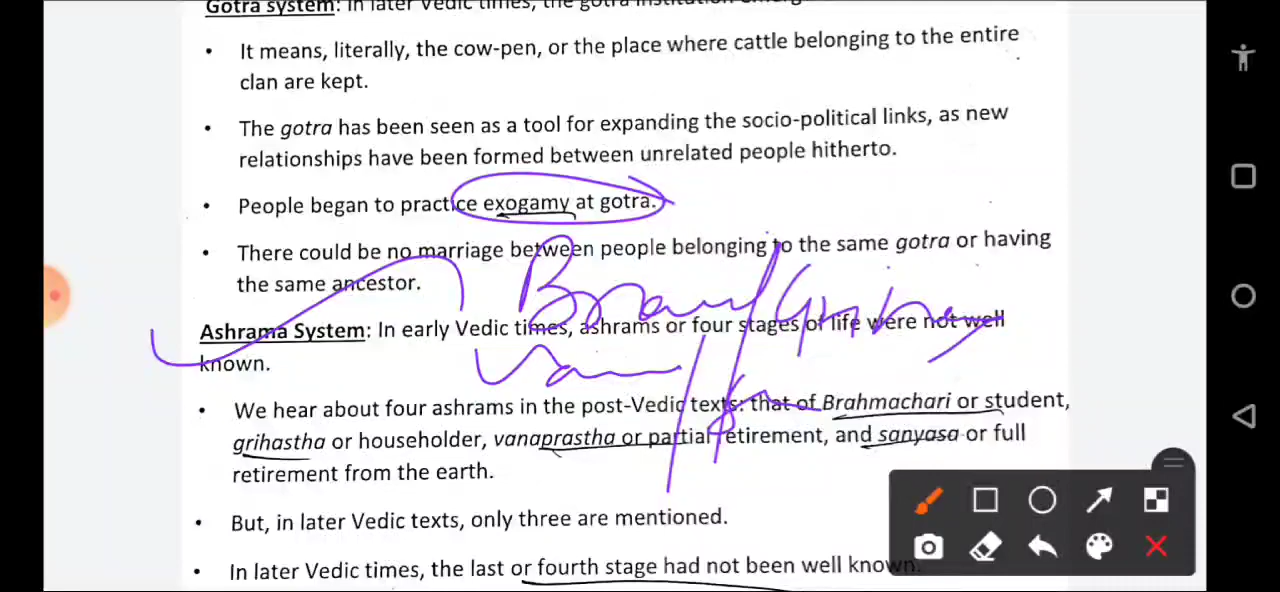 Gotra system: In later Vedic times, the gotra institution
• It means, literally, the cow-pen, or the place where cattle belonging to the entire
clan are kept.
• The gotra has been seen as a tool for expanding the socio-political links, as new
relationships have been formed between unrelated people hitherto.
• People began to practice exogamy at gotra.
• There could be no marriage between people belonging to the same gotra or having
the same ancestor.
Ashrama System: In early Vedic times, ashrams or four stages of life were not well
known.
• We hear about four ashrams in the post-Vedic texts: that of Brahmachari or student,
grihastha or householder, vanaprastha or partial retirement, and sanyasa or full
retirement from the earth.
• But, in later Vedic texts, only three are mentioned.
• In later Vedic times, the last or fourth stage had not been well known.